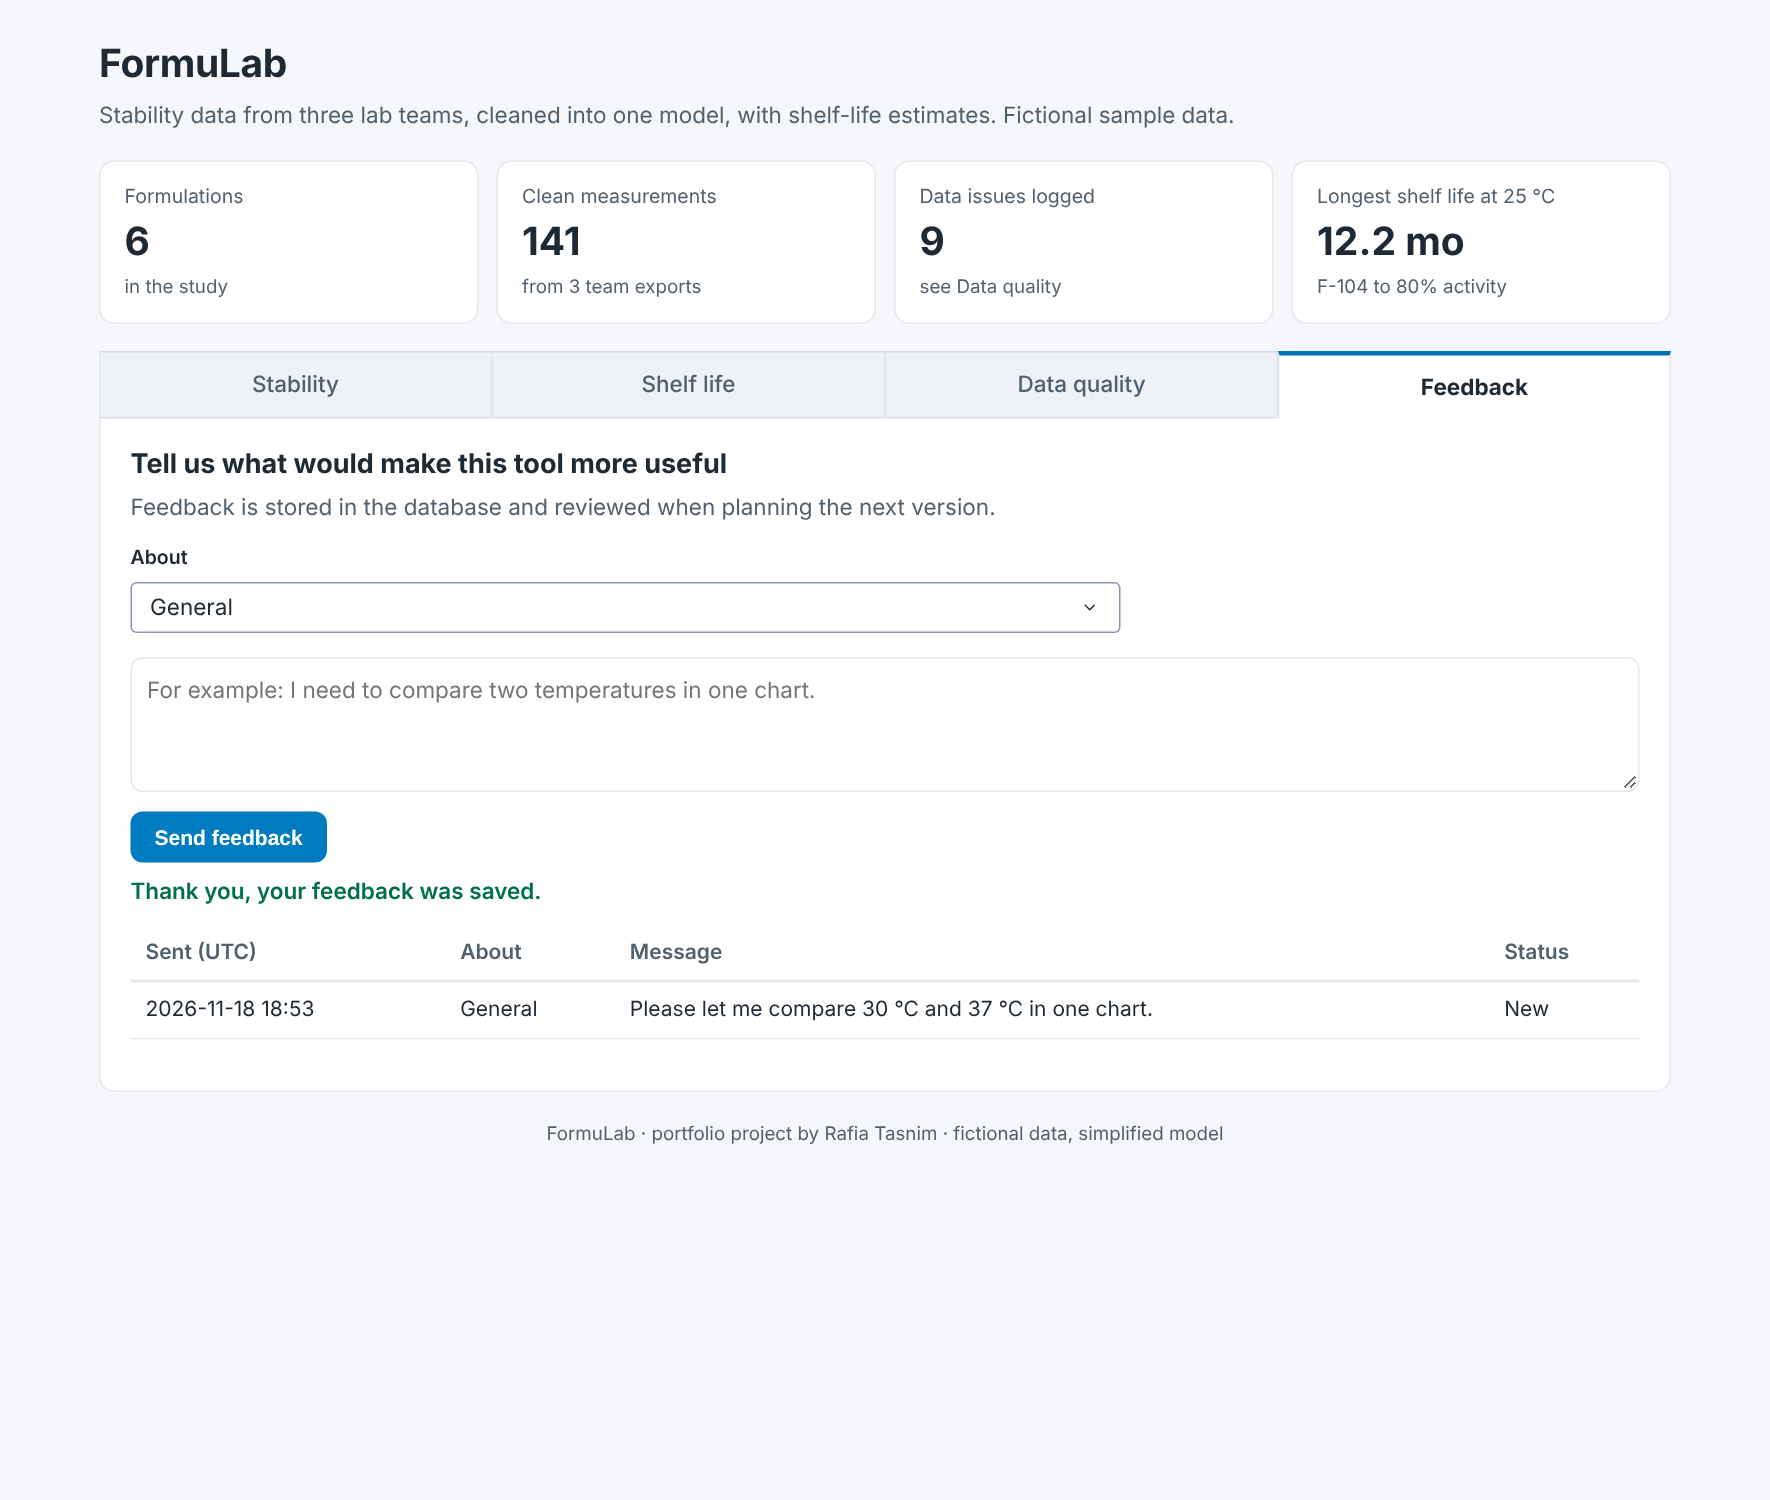 FormuLab
Stability data from three lab teams, cleaned into one model, with shelf-life estimates. Fictional sample data.
Formulations
6
in the study
Clean measurements
141
from 3 team exports
Data issues logged
9
see Data quality
Longest shelf life at 25 °C
12.2 mo
F-104 to 80% activity
Stability
Shelf life
Data quality
Feedback
Tell us what would make this tool more useful
Feedback is stored in the database and reviewed when planning the next version.
About
General
For example: I need to compare two temperatures in one chart.
Send feedback
Thank you, your feedback was saved.
Sent (UTC) About Message Status
2026-11-18 18:53 General Please let me compare 30 °C and 37 °C in one chart. New
FormuLab · portfolio project by Rafia Tasnim · fictional data, simplified model